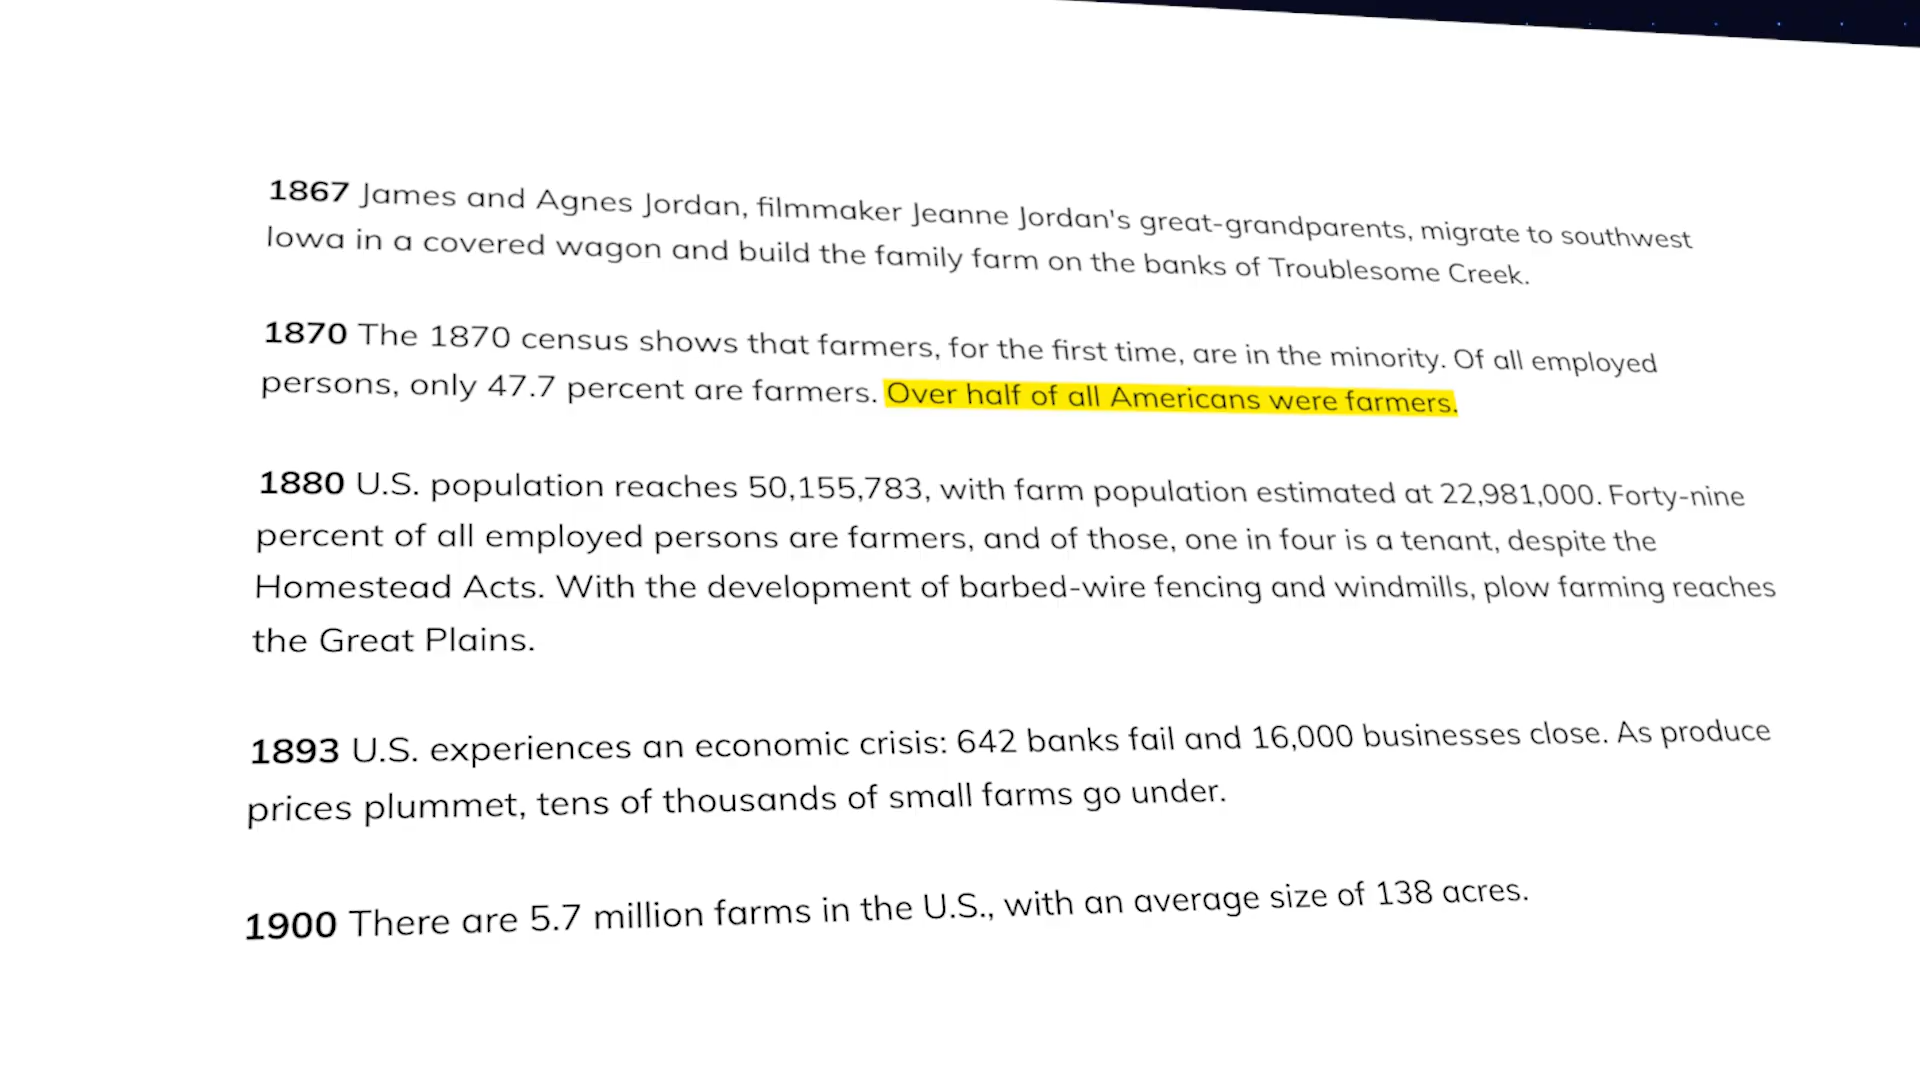 1867 James and Agnes Jordan, filmmaker Jeanne Jordan's great-grandparents, migrate to southwest
Iowa in a covered wagon and build the family farm on the banks of Troublesome Creek.
1870 The 1870 census shows that farmers, for the first time, are in the minority. Of all employed
persons, only 47.7 percent are farmers. Over half of all Americans were farmers.
1880 U.S. population reaches 50,155,783, with farm population estimated at 22,981,000. Forty-nine
percent of all employed persons are farmers, and of those, one in four is a tenant, despite the
Homestead Acts. With the development of barbed-wire fencing and windmills, plow farming reaches
the Great Plains.
1893 U.S. experiences an economic crisis: 642 banks fail and 16,000 businesses close. As produce
prices plummet, tens of thousands of small farms go under.
1900 There are 5.7 million farms in the U.S., with an average size of 138 acres.